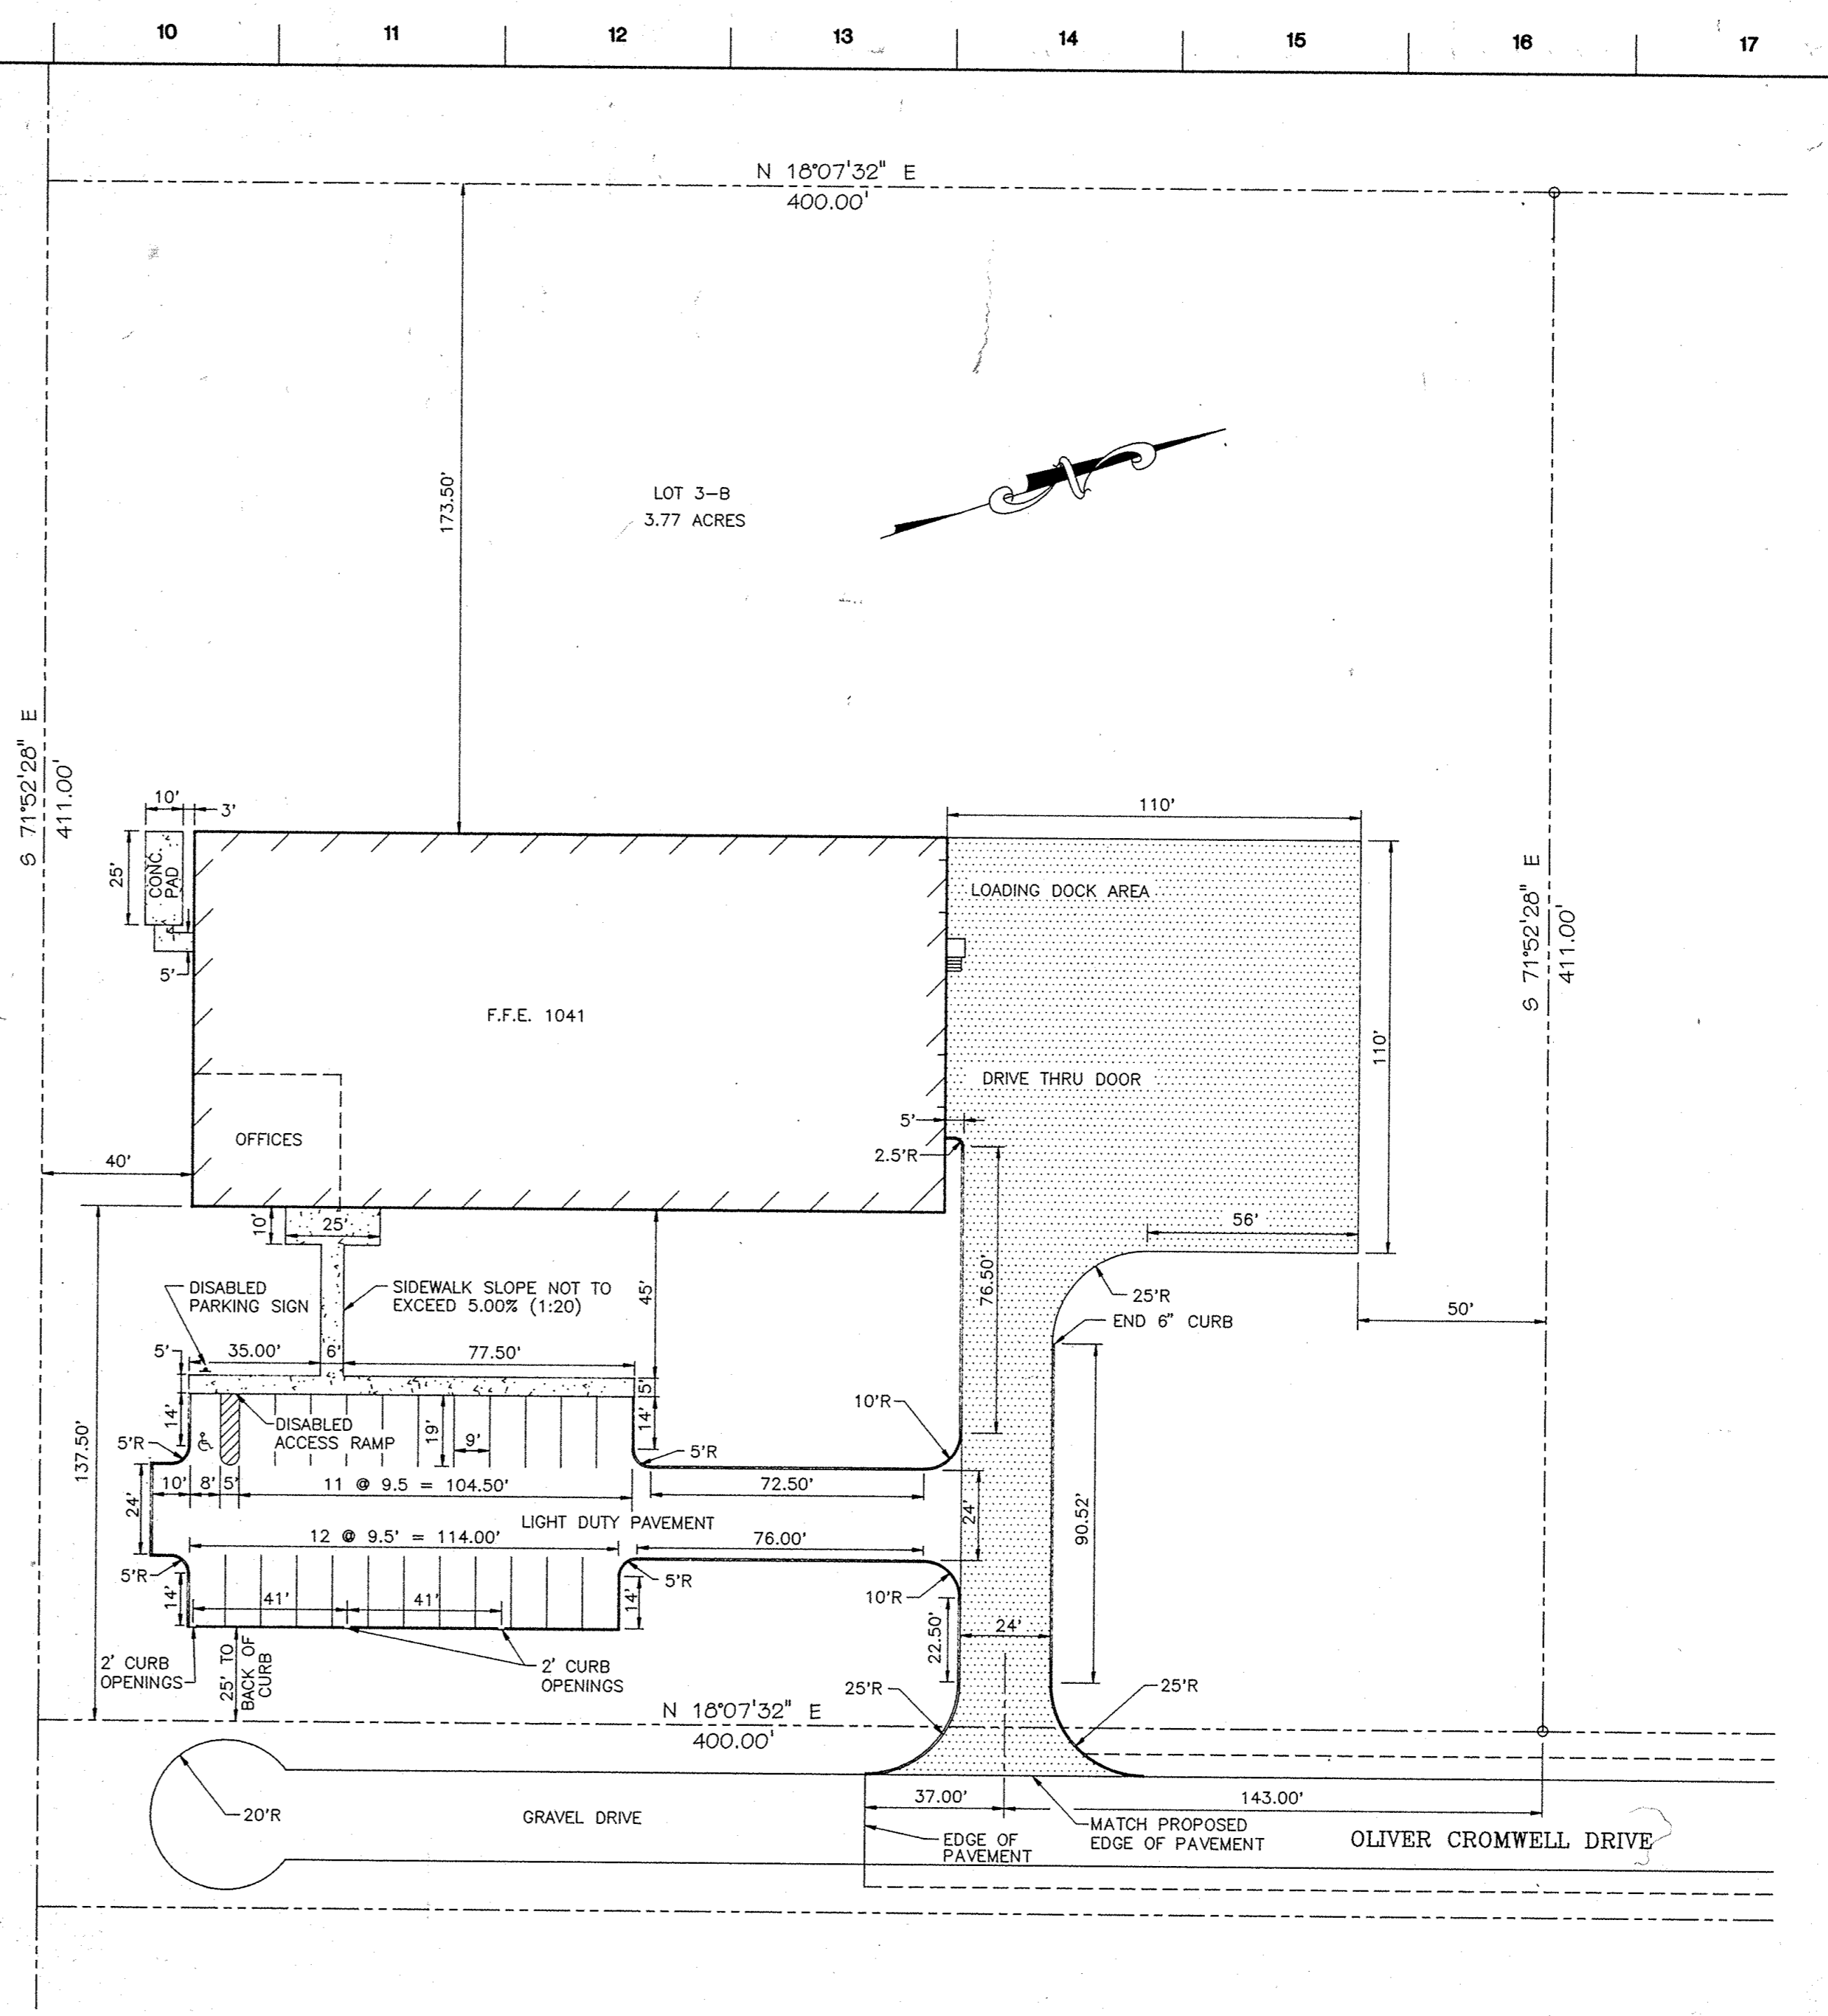 10 11 12 13 14 15 16 17
N 18°07'32" E
400.00'
173.50'
LOT 3-B
3.77 ACRES
N
S 71°52'28" E
411.00'
S 71°52'28" E
411.00'
10'
3'
25'
CONC.
PAD
5'
110'
LOADING DOCK AREA
110'
F.F.E. 1041
DRIVE THRU DOOR
5'
2.5'R
OFFICES
40'
10'
25'
45'
76.50'
56'
25'R
END 6" CURB
50'
DISABLED
PARKING SIGN
SIDEWALK SLOPE NOT TO
EXCEED 5.00% (1:20)
5'
35.00'
6'
77.50'
5'
137.50'
14'
DISABLED
ACCESS RAMP
19'
9'
14'
10'R
5'R
5'R
24'
10'
8'
5'
11 @ 9.5 = 104.50'
72.50'
24'
90.52'
LIGHT DUTY PAVEMENT
12 @ 9.5' = 114.00'
76.00'
5'R
14'
41'
41'
14'
5'R
10'R
22.50'
24'
2' CURB
OPENINGS
25' TO
BACK OF
CURB
2' CURB
OPENINGS
25'R
25'R
N 18°07'32" E
400.00'
20'R
GRAVEL DRIVE
37.00'
143.00'
EDGE OF
PAVEMENT
MATCH PROPOSED
EDGE OF PAVEMENT
OLIVER CROMWELL DRIVE